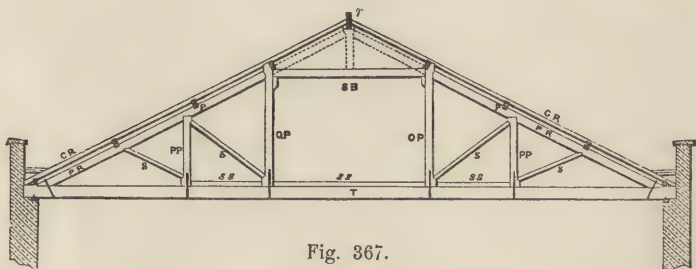 r
SB
CR P P CR
QP QP
PR PR
PP S S PP
S S
SS SS SS
T
Fig. 367.